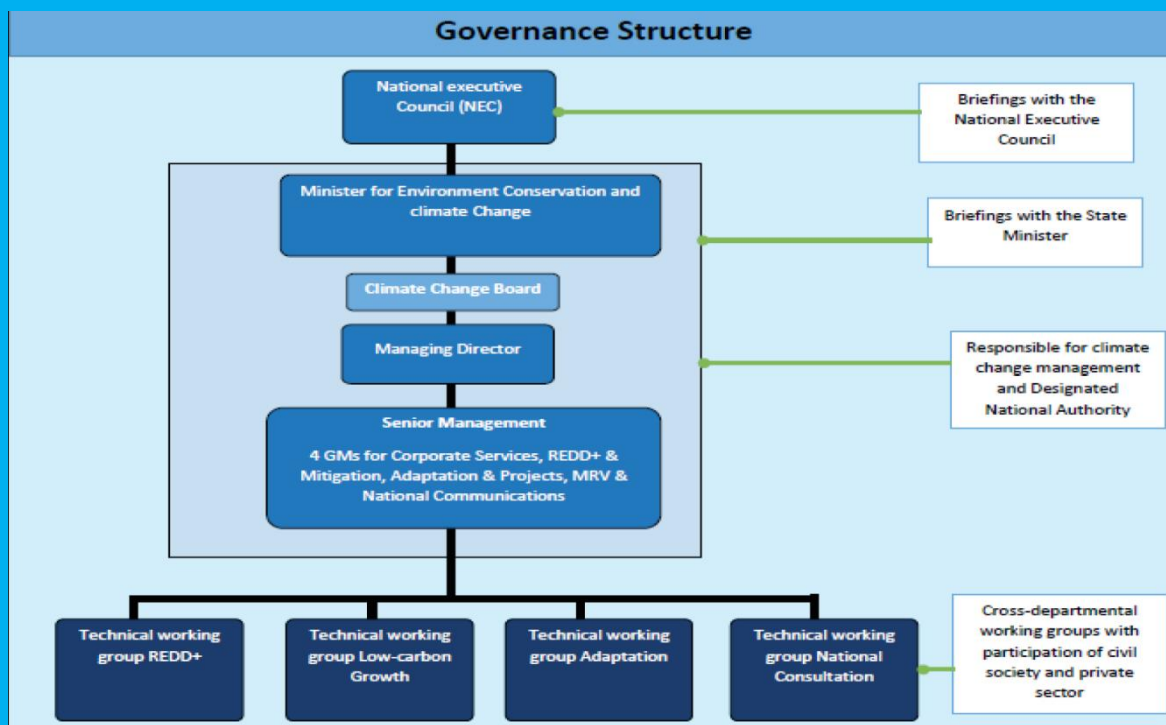 Governance Structure
National executive
Council (NEC)
Briefings with the
National Executive
Council
Minister for Environment Conservation and
climate Change
Briefings with the State
Minister
Climate Change Board
Managing Director
Responsible for climate
change management
and Designated
National Authority
Senior Management
4 GMs for Corporate Services, REDD+ &
Mitigation, Adaptation & Projects, MRV &
National Communications
Technical working
group REDD+
Technical working
group Low-carbon
Growth
Technical working
group Adaptation
Technical working
group National
Consultation
Cross-departmental
working groups with
participation of civil
society and private
sector